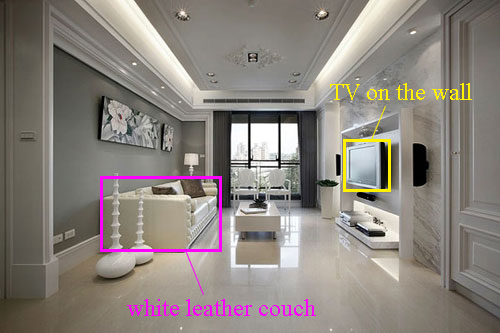 TV on the wall
white leather couch